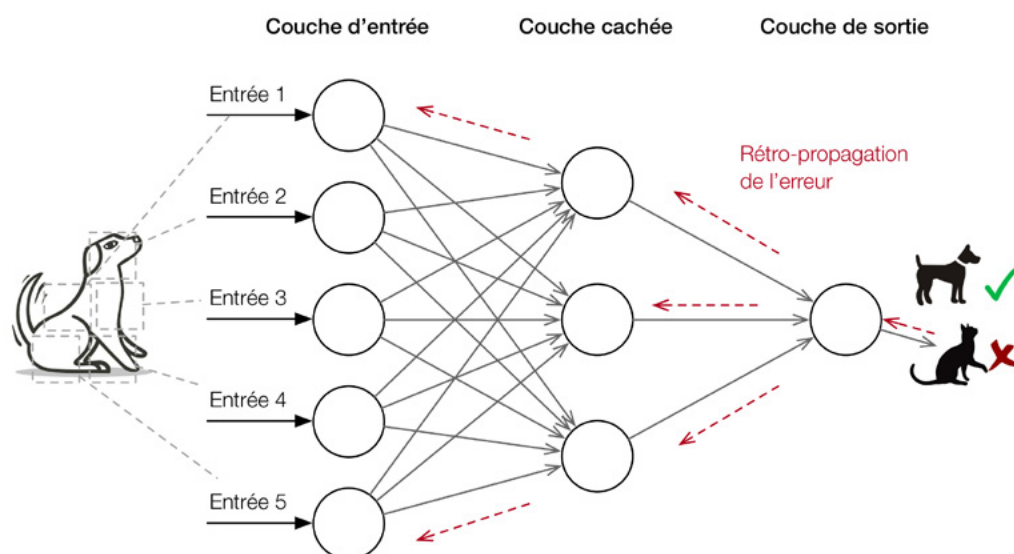 Couche d'entrée
Couche cachée
Couche de sortie
Entrée 1
Entrée 2
Entrée 3
Entrée 4
Entrée 5
Rétro-propagation
de l'erreur